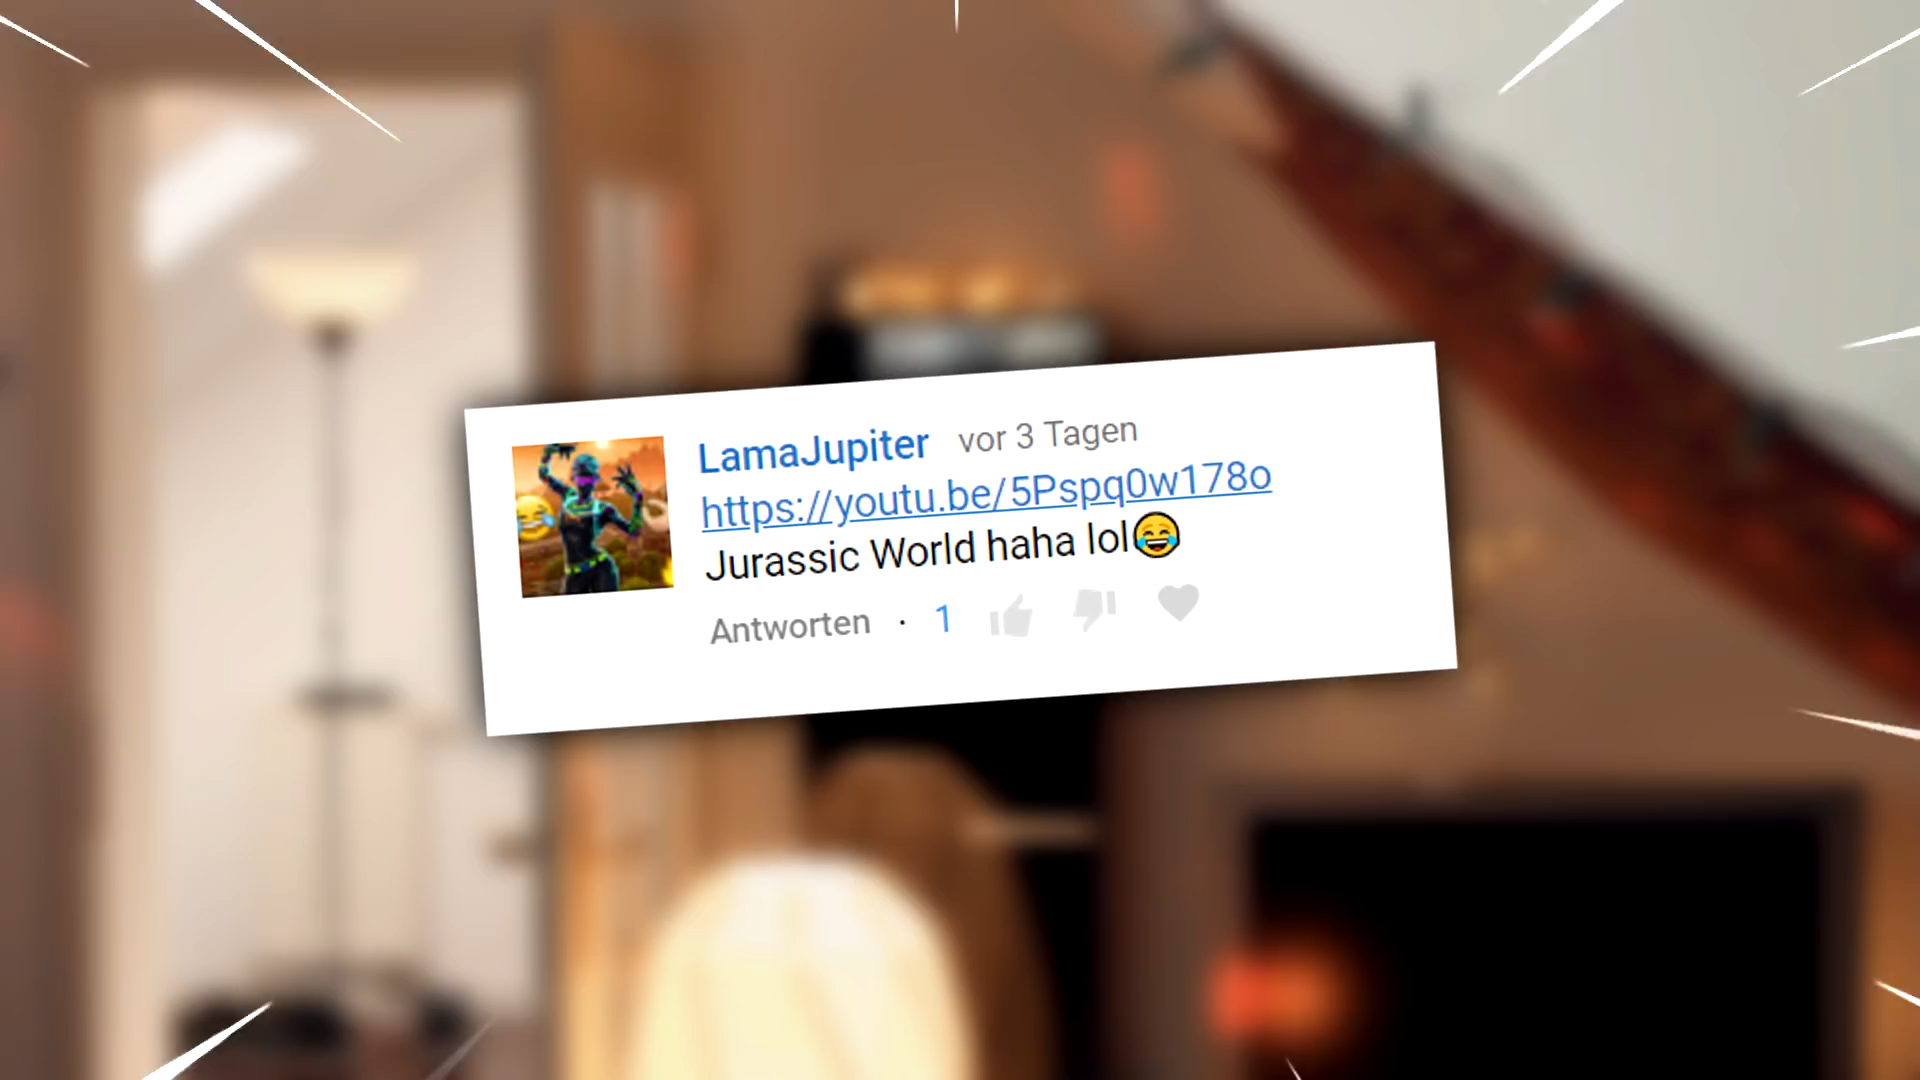 LamaJupiter vor 3 Tagen
https://youtu.be/5Pspq0w178o
Jurassic World haha lol😂
Antworten · 1